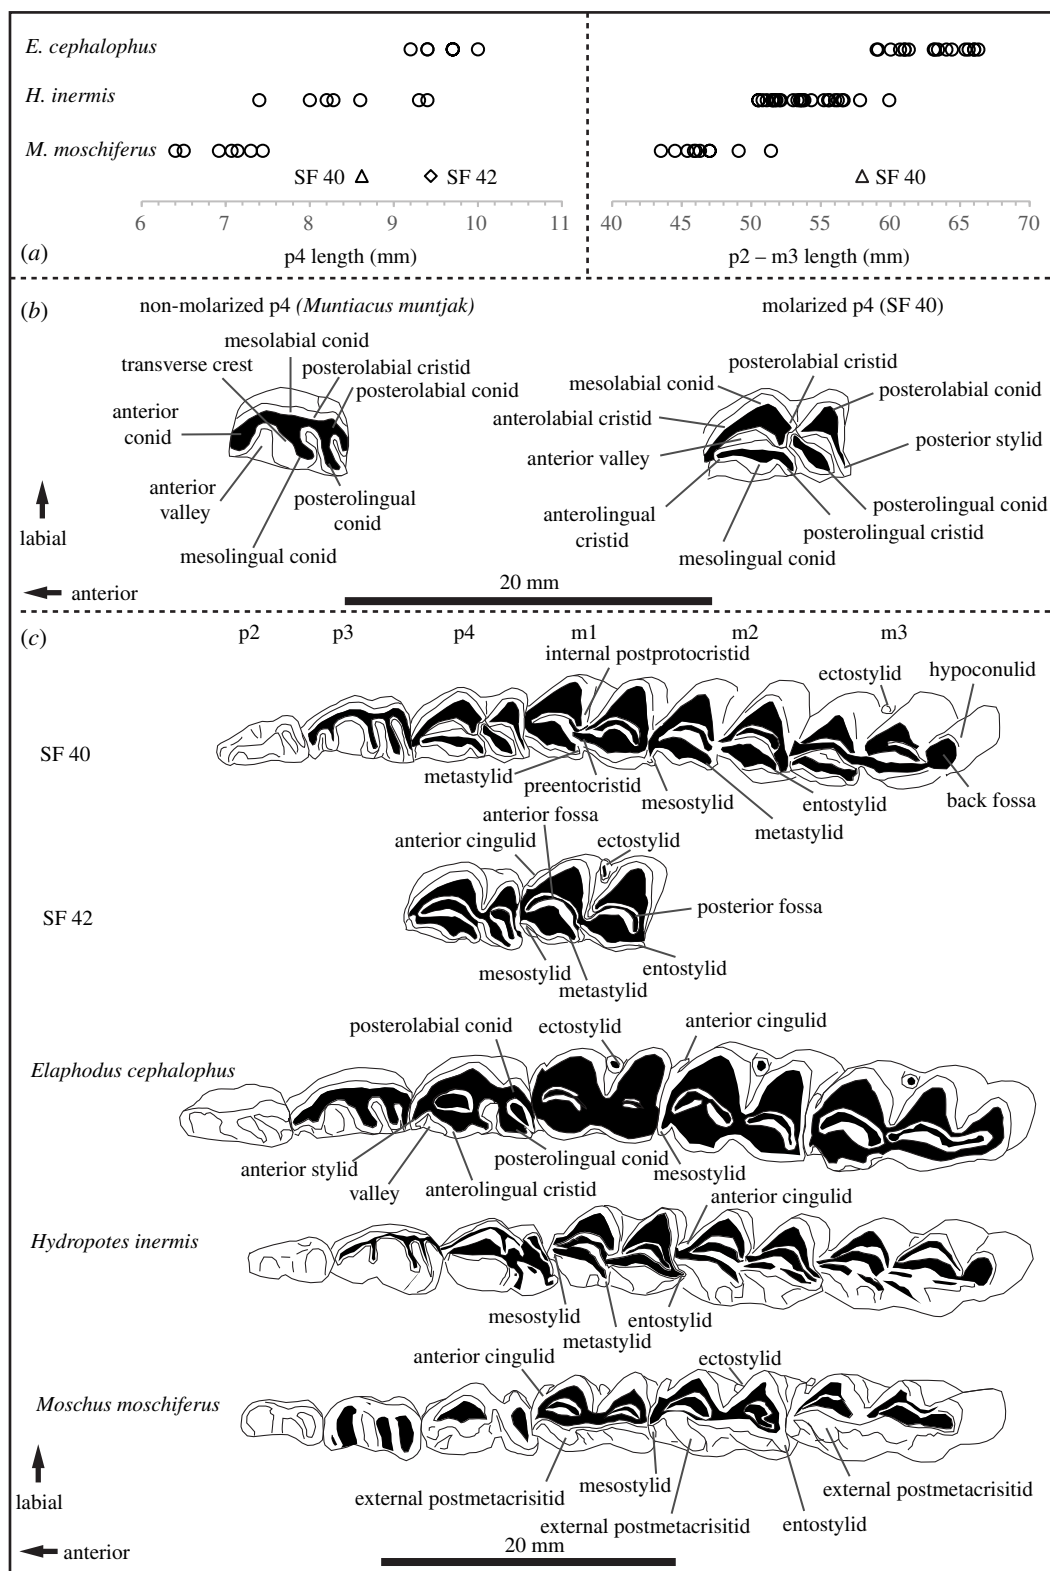 E. cephalophus
H. inermis
M. moschiferus
SF 40
SF 42
SF 40
6 7 8 9 10 11
40 45 50 55 60 65 70
(a)
p4 length (mm)
p2 – m3 length (mm)
(b)
non-molarized p4 (Muntiacus muntjak)
mesolabial conid
transverse crest
posterolabial cristid
posterolabial conid
anterior
conid
anterior
valley
posterolingual
conid
mesolingual conid
molarized p4 (SF 40)
posterolabial cristid
mesolabial conid
posterolabial conid
anterolabial cristid
anterior valley
posterior stylid
anterolingual
cristid
posterolingual conid
posterolingual cristid
mesolingual conid
labial
anterior
20 mm
(c)
p2 p3 p4 m1 m2 m3
internal postprotocristid
ectostylid
hypoconulid
SF 40
metastylid
preentocristid
mesostylid
entostylid
back fossa
metastylid
anterior fossa
anterior cingulid
ectostylid
SF 42
posterior fossa
mesostylid
metastylid
entostylid
posterolabial conid
ectostylid
anterior cingulid
Elaphodus cephalophus
anterior stylid
valley
anterolingual cristid
posterolingual conid
mesostylid
anterior cingulid
Hydropotes inermis
mesostylid
metastylid
entostylid
anterior cingulid
ectostylid
Moschus moschiferus
external postmetacrisitid
mesostylid
external postmetacrisitid
entostylid
external postmetacrisitid
labial
anterior
20 mm